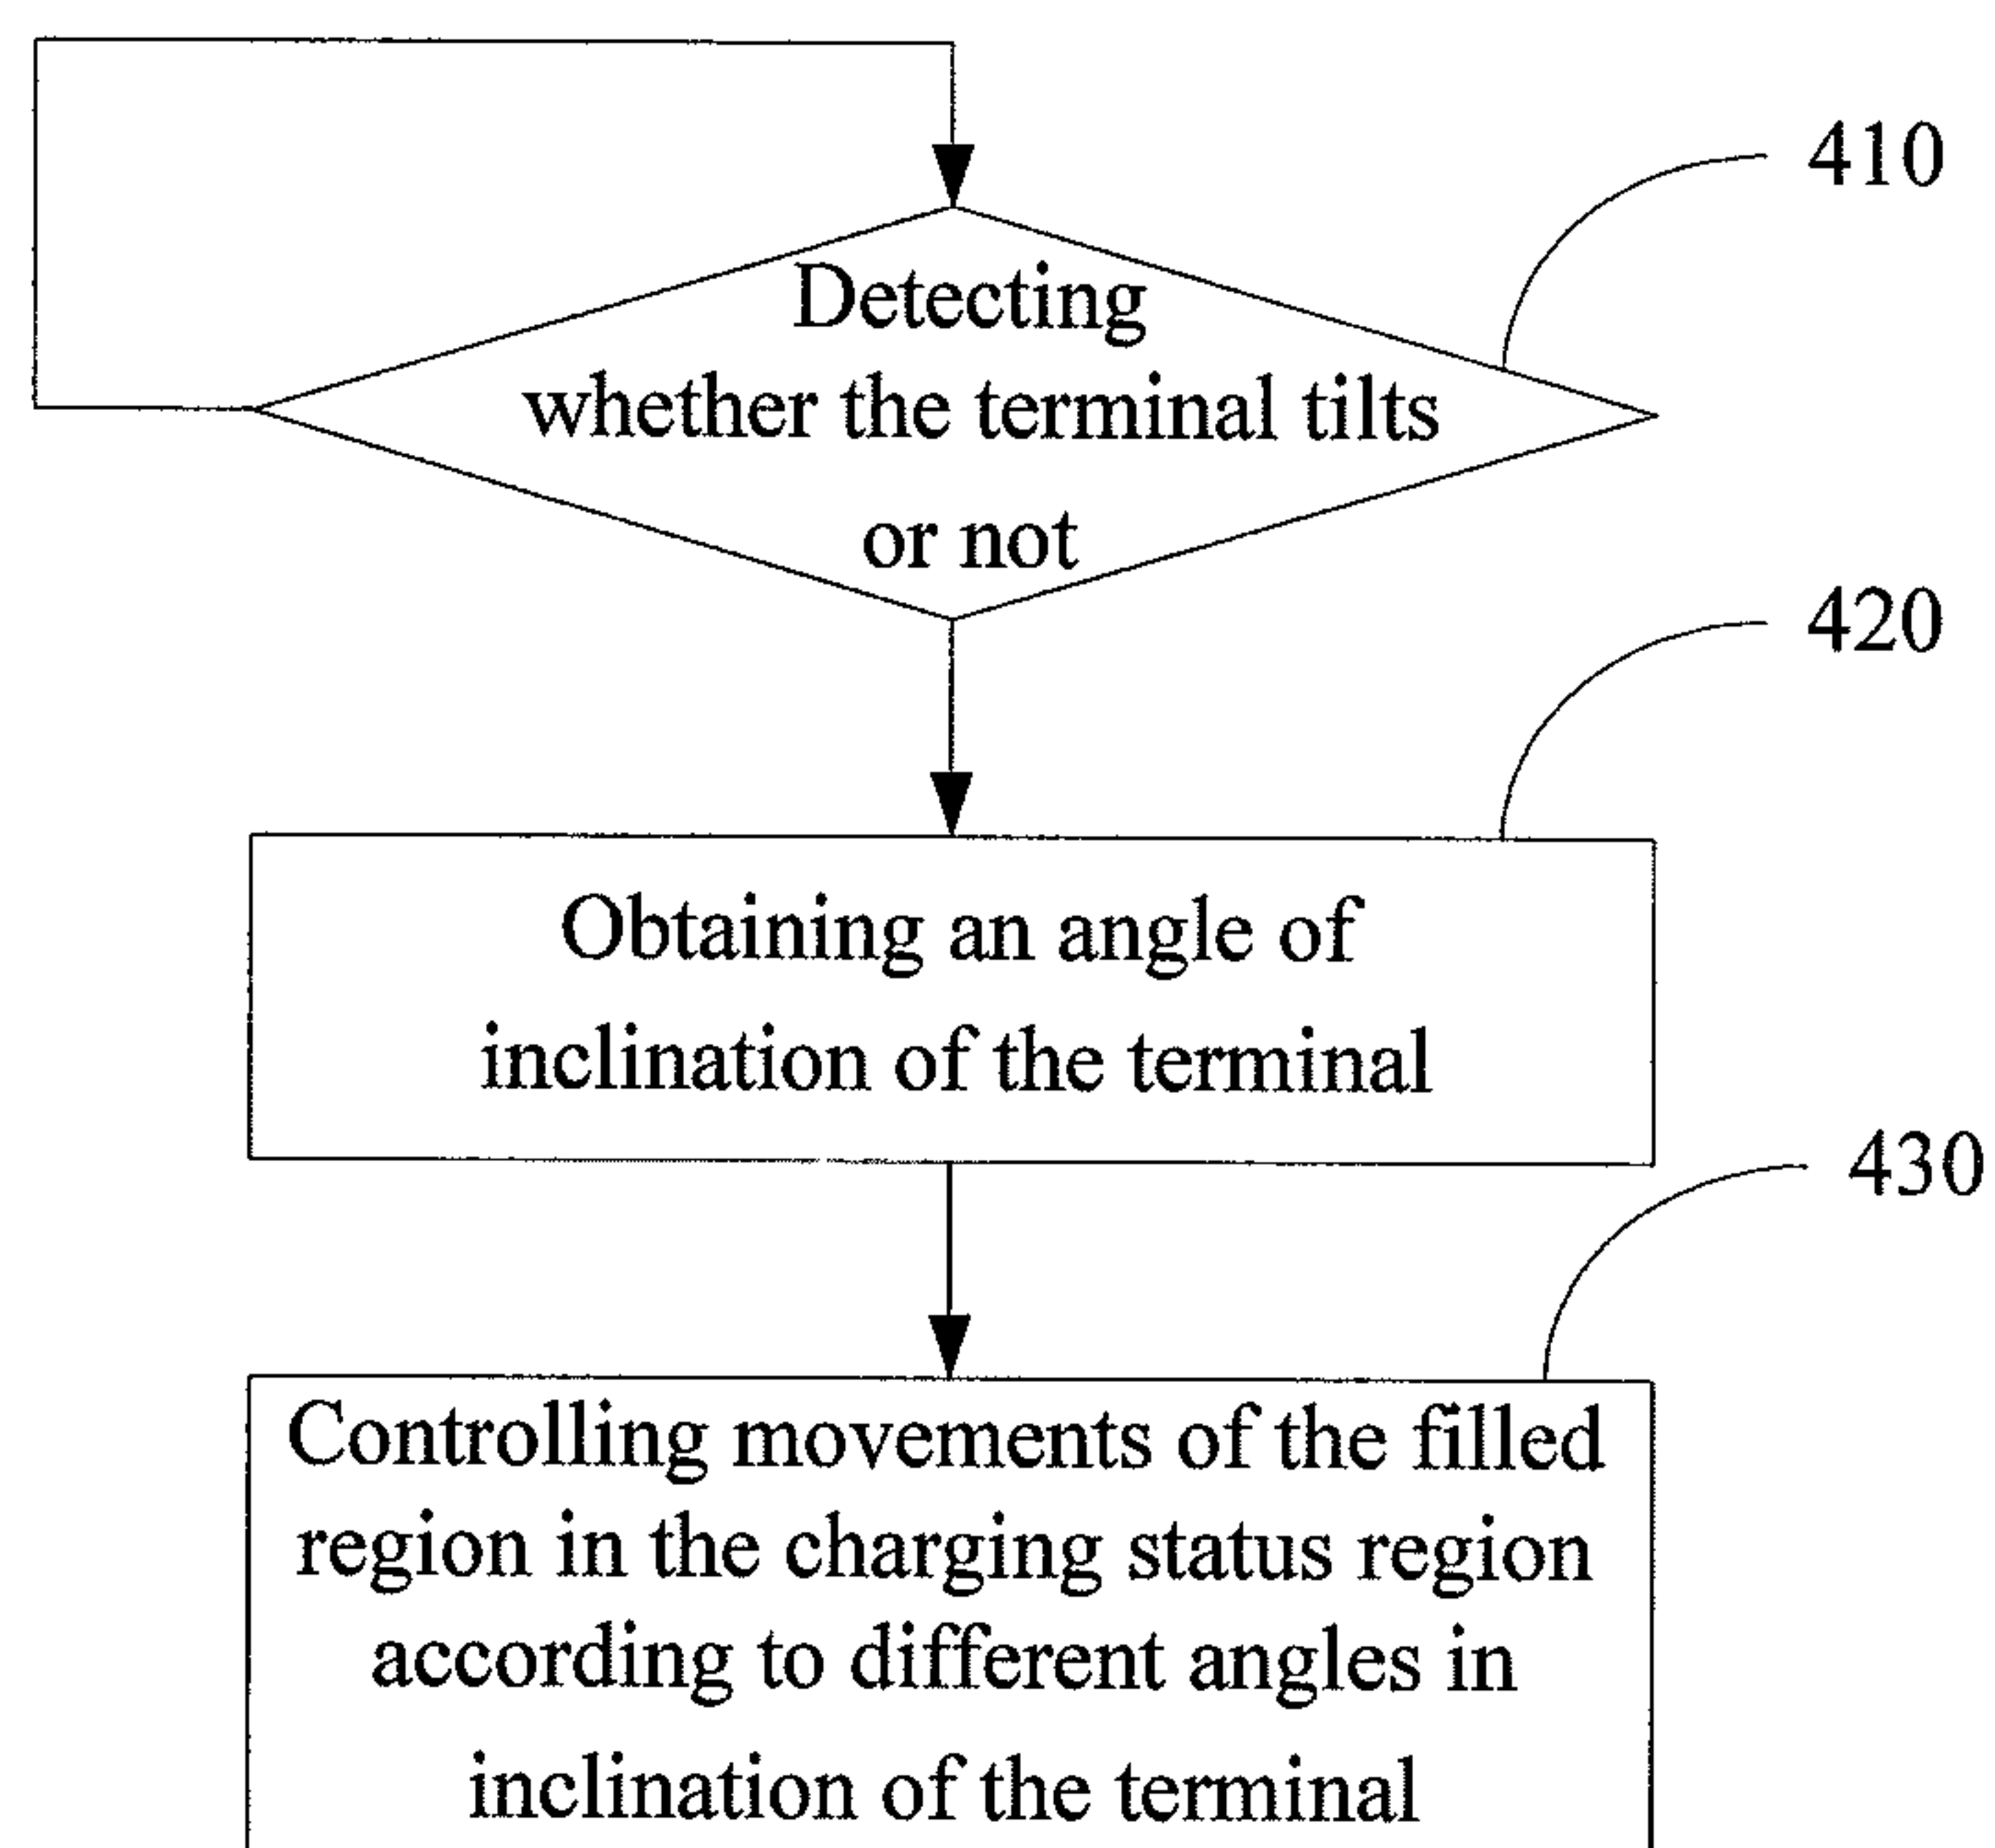 410
Detecting
whether the terminal tilts
or not
420
Obtaining an angle of
inclination of the terminal
430
Controlling movements of the filled
region in the charging status region
according to different angles in
inclination of the terminal